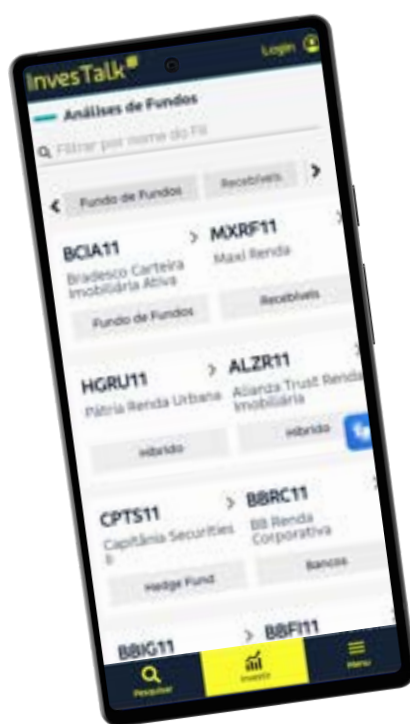 InvesTalk
Login
Análises de Fundos
Filtrar por nome do FII
Fundo de Fundos
Recebíveis
BCIA11
MXRF11
Bradesco Carteira
Imobiliária Ativa
Maxi Renda
Fundo de Fundos
Recebíveis
HGRU11
ALZR11
Pátria Renda Urbana
Alianza Trust Renda
Imobiliária
Híbrido
Híbrido
CPTS11
BBRC11
Capitânia Securities
II
BB Renda
Corporativa
Hedge Fund
Bancos
BBIG11
BBFI11
Pesquisar
Investir
Menu